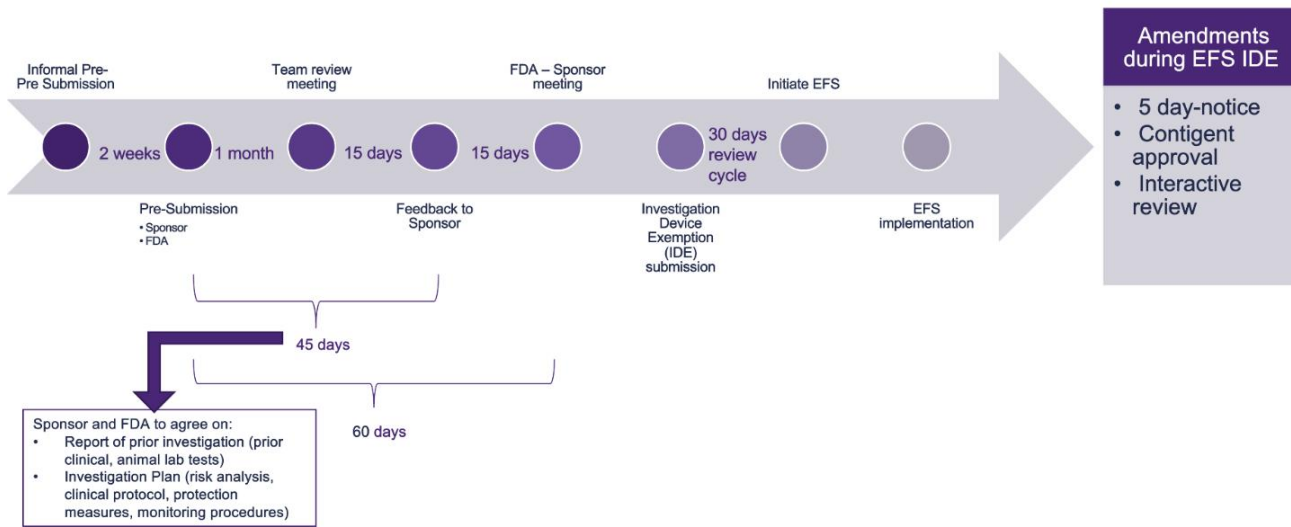 Informal Pre-
Pre Submission
2 weeks
Pre-Submission
• Sponsor
• FDA
1 month
Team review
meeting
15 days
Feedback to
Sponsor
15 days
FDA – Sponsor
meeting
Investigation
Device
Exemption
(IDE)
submission
30 days
review
cycle
Initiate EFS
EFS
implementation
Amendments
during EFS IDE
• 5 day-notice
• Contigent
approval
• Interactive
review
45 days
60 days
Sponsor and FDA to agree on:
• Report of prior investigation (prior
clinical, animal lab tests)
• Investigation Plan (risk analysis,
clinical protocol, protection
measures, monitoring procedures)